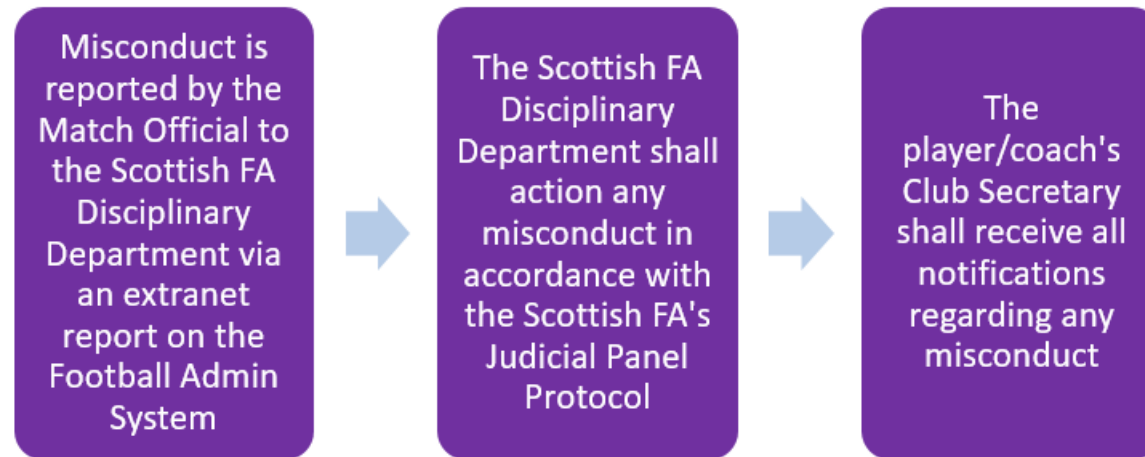 Misconduct is
reported by the
Match Official to
the Scottish FA
Disciplinary
Department via
an extranet
report on the
Football Admin
System
The Scottish FA
Disciplinary
Department shall
action any
misconduct in
accordance with
the Scottish FA's
Judicial Panel
Protocol
The
player/coach's
Club Secretary
shall receive all
notifications
regarding any
misconduct